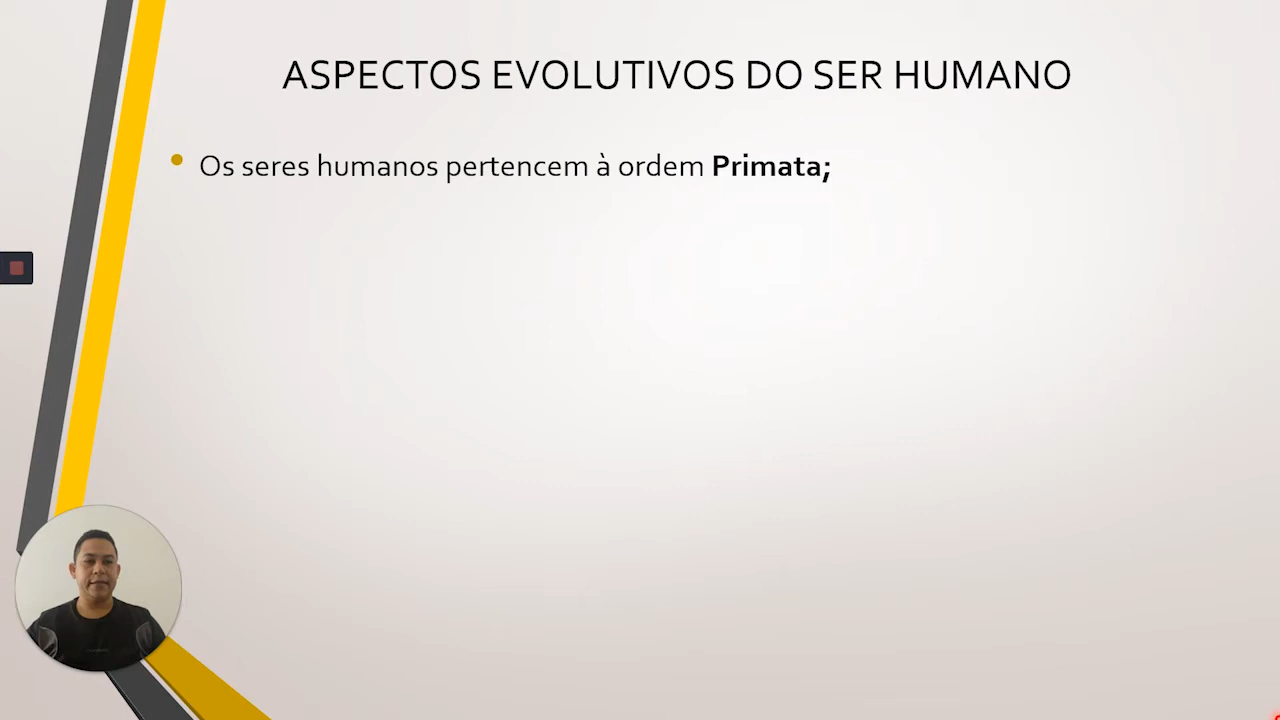 ASPECTOS EVOLUTIVOS DO SER HUMANO
Os seres humanos pertencem à ordem Primata;